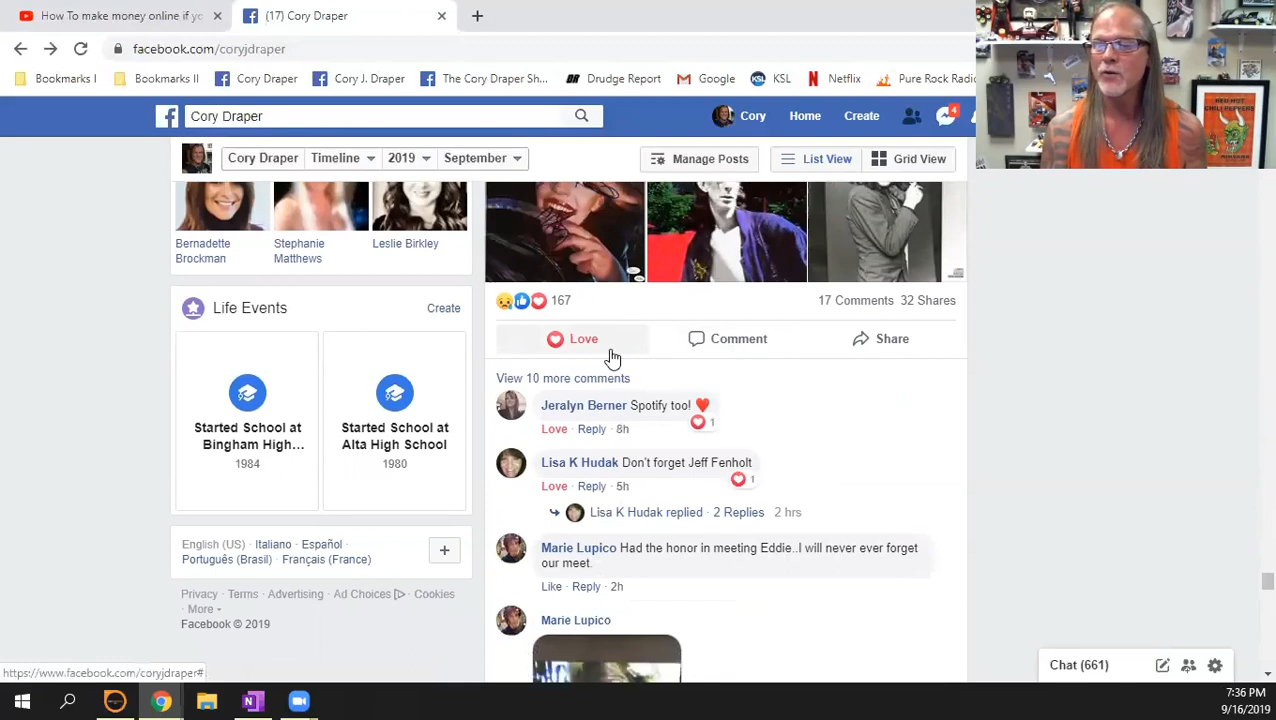 How To make money online if yo
(17) Cory Draper
facebook.com/coryjdraper
Bookmarks I
Bookmarks II
Cory Draper
Cory J. Draper
The Cory Draper Sh...
Drudge Report
Google
KSL
KSL
Netflix
Pure Rock Radi
RED HOT
CHILI PEPPERS
Cory Draper
Cory
Home
Create
4
Cory Draper
Timeline
2019
September
Manage Posts
List View
Grid View
Bernadette
Brockman
Stephanie
Matthews
Leslie Birkley
167
17 Comments 32 Shares
Life Events
Create
Love
Comment
Share
View 10 more comments
Started School at
Bingham High...
1984
Started School at
Alta High School
1980
Jeralyn Berner Spotify too!
1
Love · Reply · 8h
Lisa K Hudak Don't forget Jeff Fenholt
1
Love · Reply · 5h
Lisa K Hudak replied · 2 Replies 2 hrs
Marie Lupico Had the honor in meeting Eddie..I will never ever forget
our meet.
Like · Reply · 2h
Marie Lupico
English (US) · Italiano · Español ·
Português (Brasil) · Français (France)
Privacy · Terms · Advertising · Ad Choices · Cookies
· More
Facebook © 2019
https://www.facebook.com/coryjdraper#
Chat (661)
7:36 PM
9/16/2019